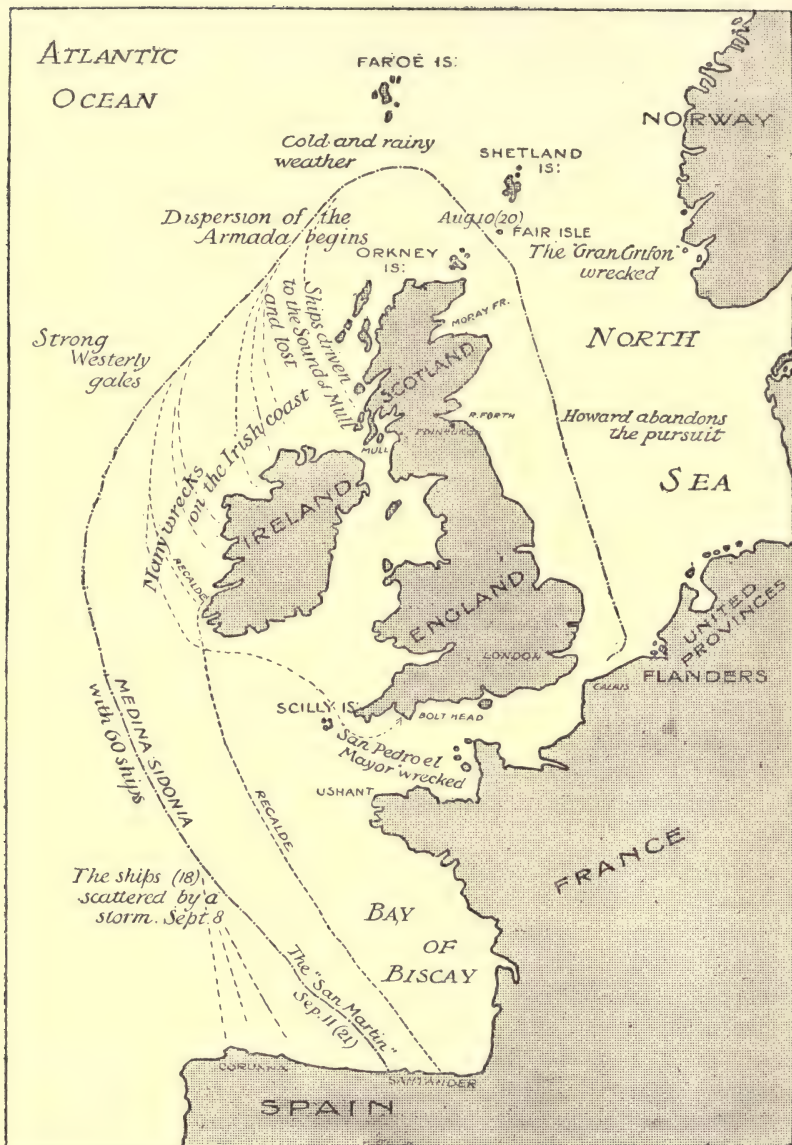 ATLANTIC
OCEAN
FAROE IS:
NORWAY
Cold and rainy
weather
SHETLAND
IS:
Dispersion of the
Armada begins
Aug 10 (20)
FAIR ISLE
The "Gran Grifon"
wrecked
ORKNEY
IS:
Ships driven
to the Sound of Mull
and lost
MORAY FR.
Strong
Westerly
gales
NORTH
SEA
SCOTLAND
R. FORTH
EDINBURGH
Howard abandons
the pursuit
MULL
Many wrecks
on the Irish coast
IRELAND
RECALDE
ENGLAND
LONDON
UNITED
PROVINCES
FLANDERS
CALAIS
SCILLY IS
BOLT HEAD
San Pedro el
Mayor wrecked
MEDINA SIDONIA
with 60 ships
USHANT
RECALDE
FRANCE
The ships (18)
scattered by a
storm. Sept. 8
BAY
OF
BISCAY
The "San Martin"
Sep. 11 (21)
CORUNNA
SANTANDER
SPAIN